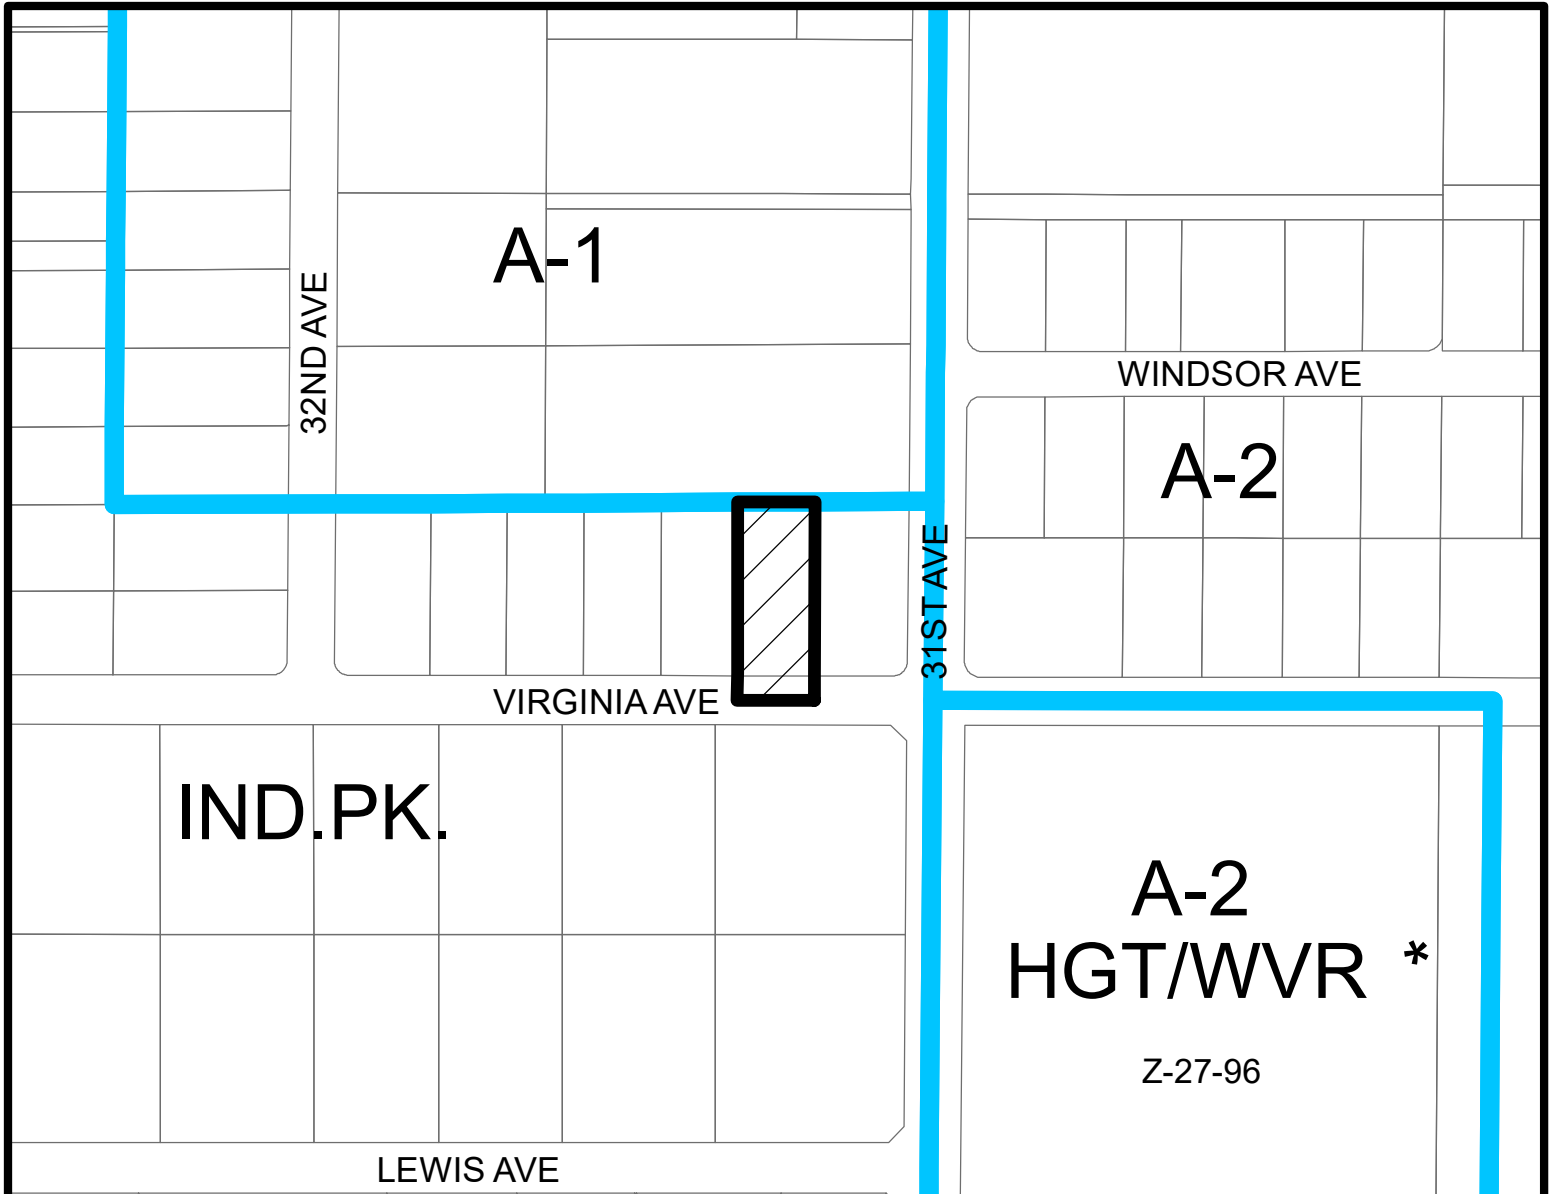 A-1
32ND AVE
WINDSOR AVE
A-2
31ST AVE
VIRGINIA AVE
IND.PK.
A-2
HGT/WVR *
Z-27-96
LEWIS AVE